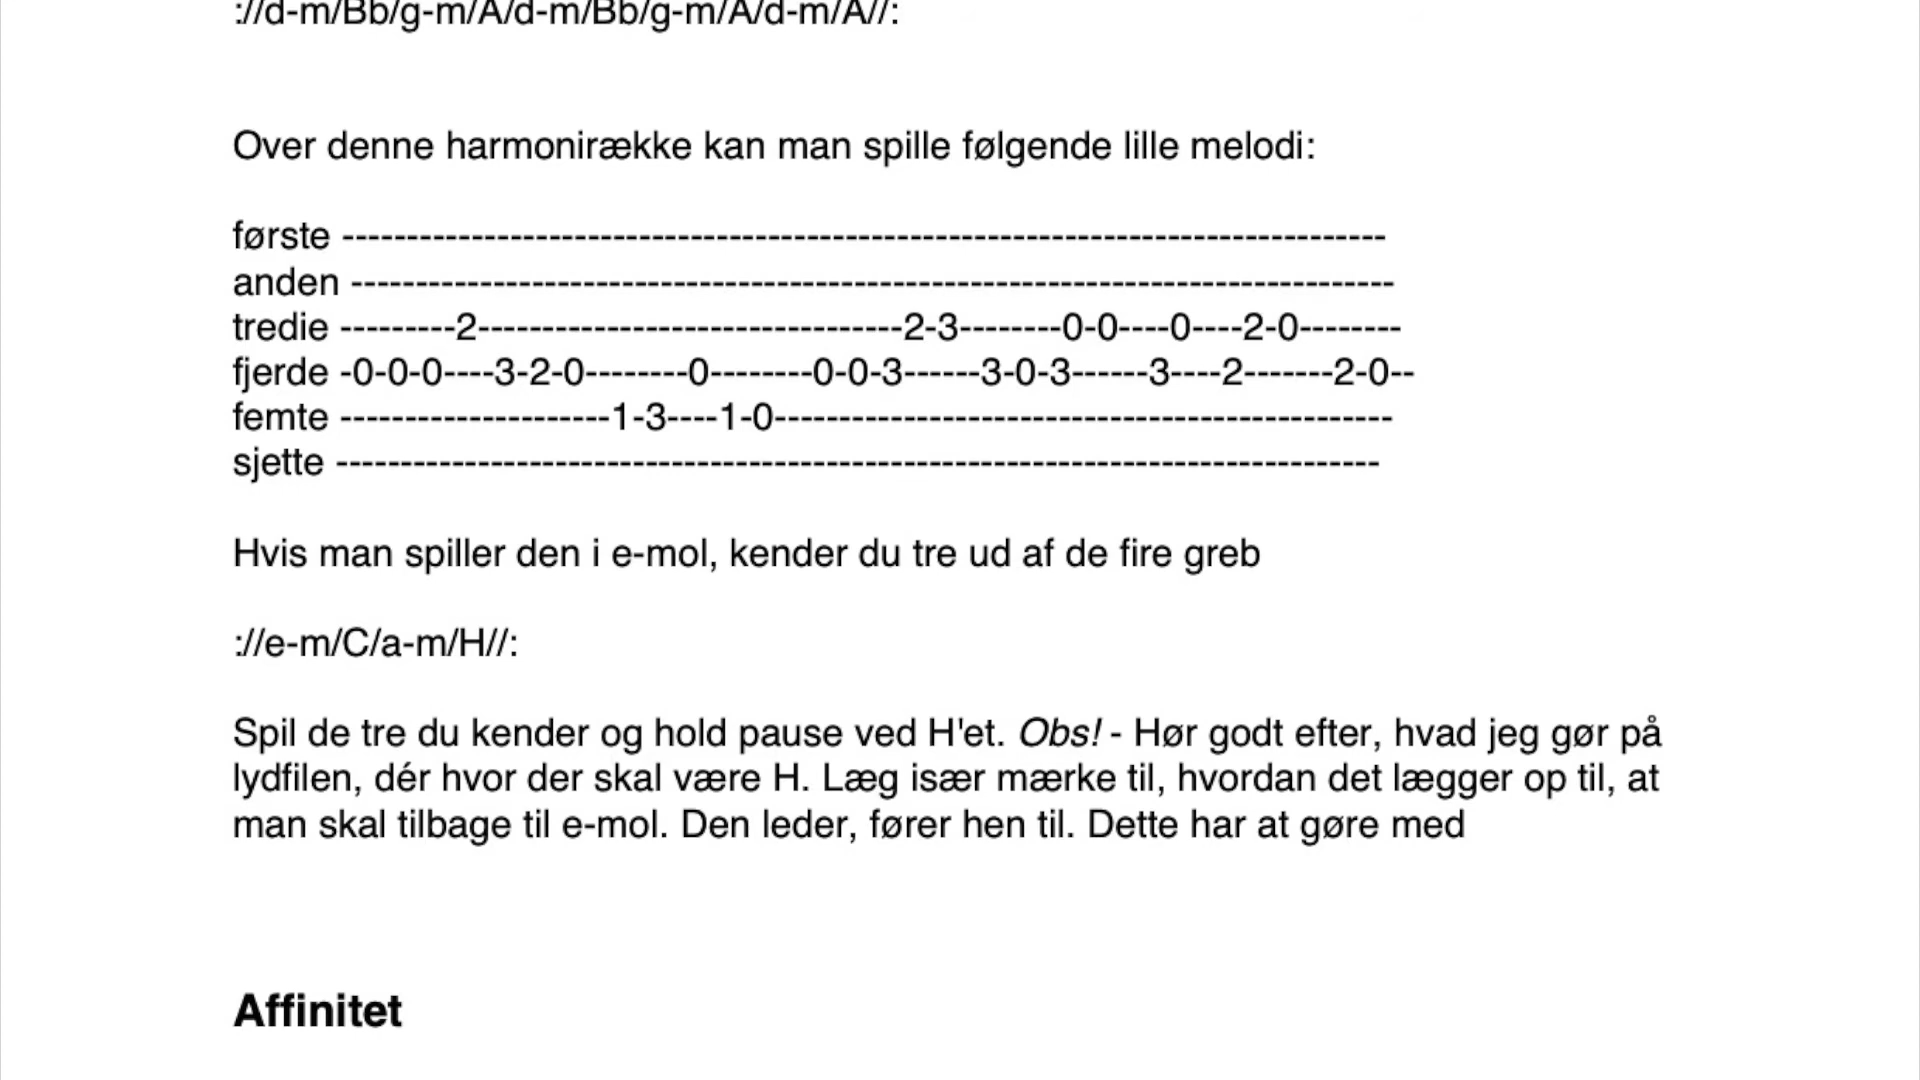 ://d-m/Bb/g-m/A/d-m/Bb/g-m/A/d-m/A//:
Over denne harmonirække kan man spille følgende lille melodi:
første ---------------------------------------------------------------------------------
anden ---------------------------------------------------------------------------------
tredie ---------2---------------------------------2-3--------0-0----0----2-0--------
fjerde -0-0-0----3-2-0--------0--------0-0-3------3-0-3------3----2-------2-0--
femte ---------------------1-3----1-0------------------------------------------------
sjette ---------------------------------------------------------------------------------
Hvis man spiller den i e-mol, kender du tre ud af de fire greb
://e-m/C/a-m/H//:
Spil de tre du kender og hold pause ved H'et. Obs! - Hør godt efter, hvad jeg gør på
lydfilen, dér hvor der skal være H. Læg især mærke til, hvordan det lægger op til, at
man skal tilbage til e-mol. Den leder, fører hen til. Dette har at gøre med
Affinitet